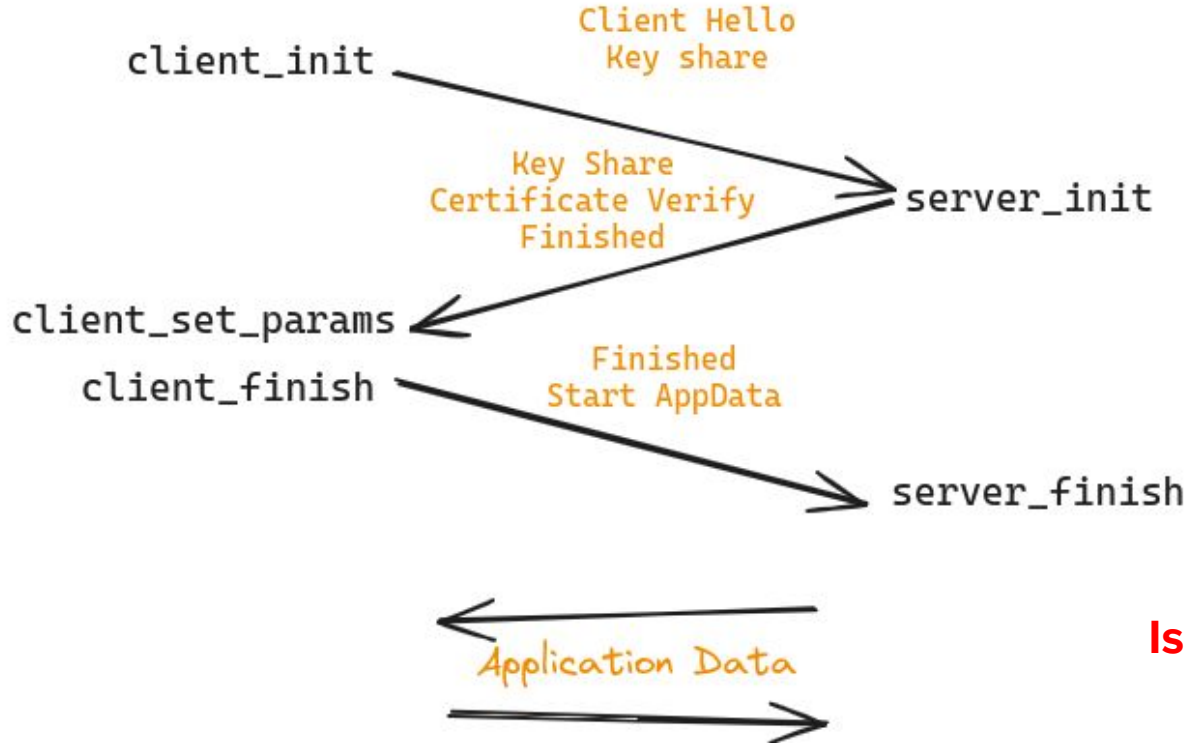 Client Hello
Key share
client_init
Key Share
Certificate Verify
Finished
server_init
client_set_params
client_finish
Finished
Start AppData
server_finish
Is
Application Data